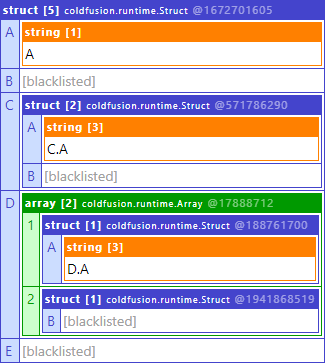 struct [5] coldfusion.runtime.Struct @1672701605
A string [1]
A
B [blacklisted]
C struct [2] coldfusion.runtime.Struct @571786290
A string [3]
C.A
B [blacklisted]
D array [2] coldfusion.runtime.Array @17888712
1 struct [1] coldfusion.runtime.Struct @188761700
A string [3]
D.A
2 struct [1] coldfusion.runtime.Struct @1941868519
B [blacklisted]
E [blacklisted]